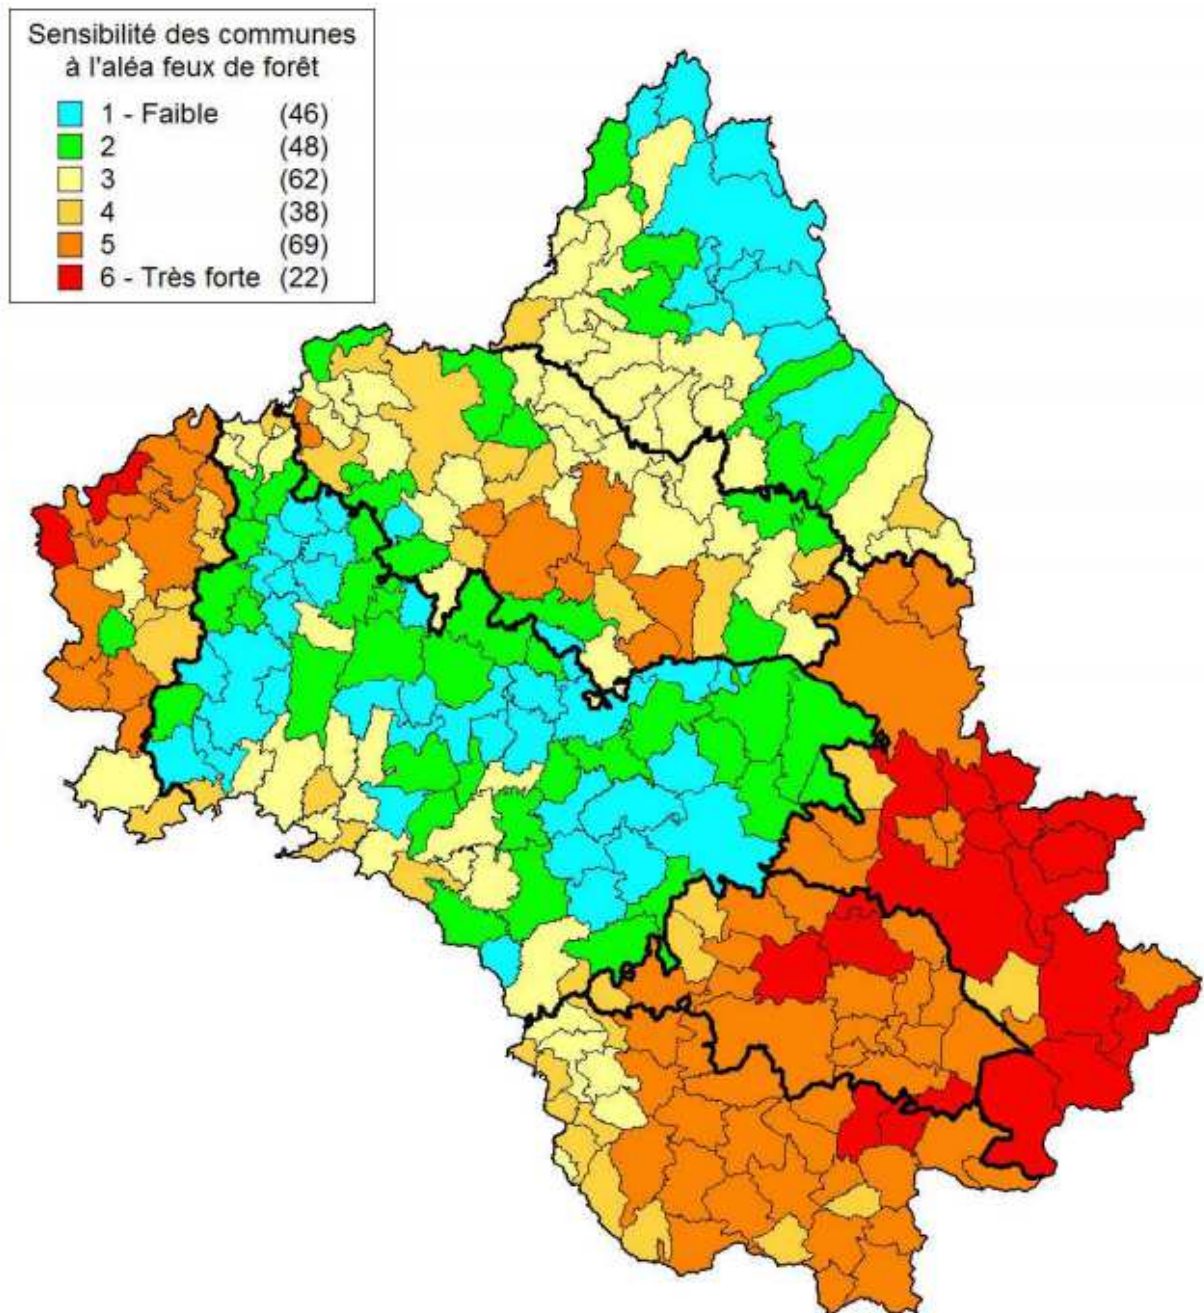 Sensibilité des communes
à l'aléa feux de forêt
1 - Faible (46)
2 (48)
3 (62)
4 (38)
5 (69)
6 - Très forte (22)